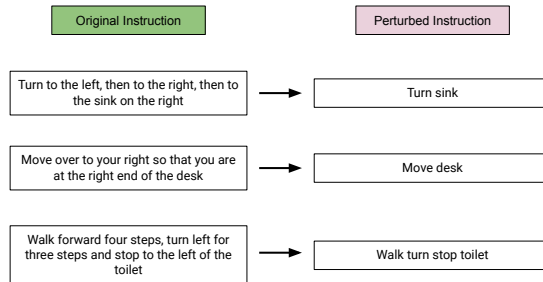 Original Instruction
Perturbed Instruction
Turn to the left, then to the right, then to
the sink on the right
Turn sink
Move over to your right so that you are
at the right end of the desk
Move desk
Walk forward four steps, turn left for
three steps and stop to the left of the
toilet
Walk turn stop toilet